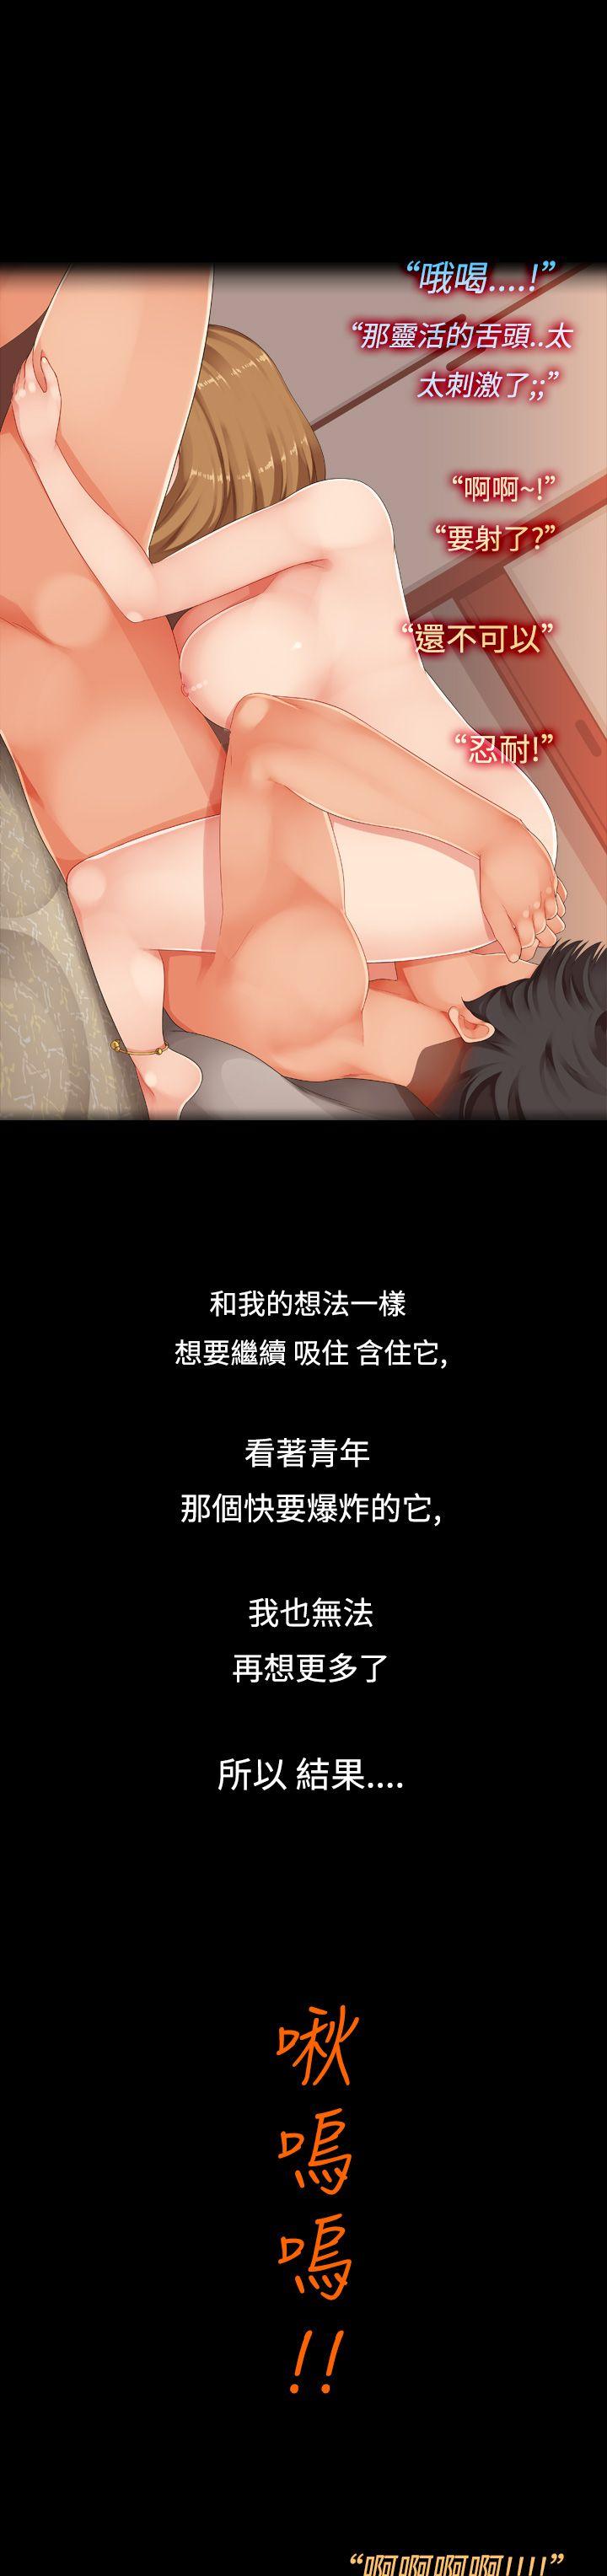 “哦喝....!”
“那靈活的舌頭..太
太刺激了;;”
“啊啊~!”
“要射了?”
“還不可以”
“忍耐!”
和我的想法一樣
想要繼續 吸住 含住它,
看著青年
那個快要爆炸的它,
我也無法
再想更多了
所以 結果....
啾
嗚
嗚
!!
“啊啊啊啊!!!!”